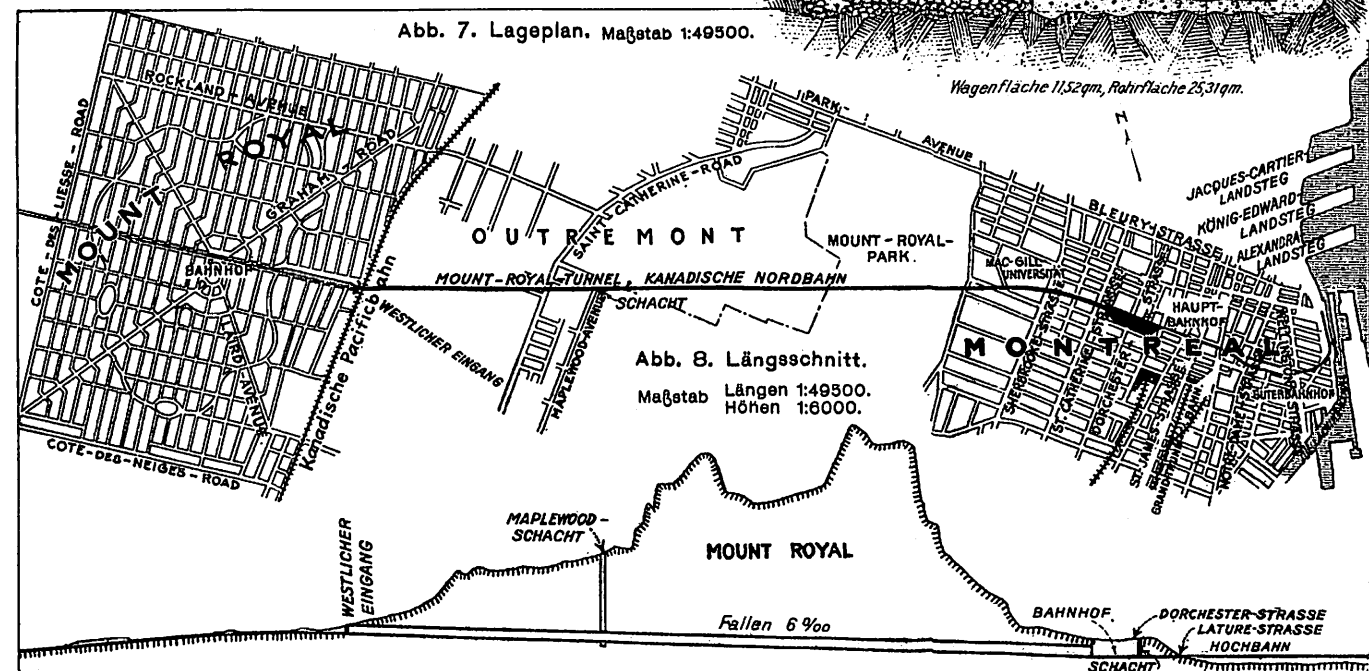 Abb. 7. Lageplan. Maßstab 1:49500.
Wagenfläche 11,52qm, Rohrfläche 25,31qm.
N
ROCKLAND - AVENUE
MOUNT ROYAL
GRAHAM - ROAD
COTE - DES - LIESSE - ROAD
BAHNHOF
AVENUE
COTE-DES-NEIGES-ROAD
Kanadische Pacificbahn
WESTLICHER EINGANG
OUTREMONT
SAINT CATHERINE-ROAD
MAPLEWOOD-AVENUE
PARK-
AVENUE
MOUNT-ROYAL-
PARK.
MOUNT-ROYAL-TUNNEL, KANADISCHE NORDBAHN
SCHACHT
JACQUES-CARTIER-
LANDSTEG
KÖNIG-EDWARD-
LANDSTEG
ALEXANDRA-
LANDSTEG
BLEURY-STRASSE
MAC-GILL-
UNIVERSITÄT
HAUPT-
BAHNHOF
MONTREAL
SHERBROOKE-STRASSE
ST. CATHERINE
DORCHESTER
ST. JAMES-STRASSE
NOTRE-DAME-STRASSE
GÜTERBAHNHOF
Abb. 8. Längsschnitt.
Maßstab Längen 1:49500.
Höhen 1:6000.
WESTLICHER
EINGANG
MAPLEWOOD-
SCHACHT
MOUNT ROYAL
Fallen 6 ‰
BAHNHOF
DORCHESTER-STRASSE
LATURE-STRASSE
HOCHBAHN
SCHACHT